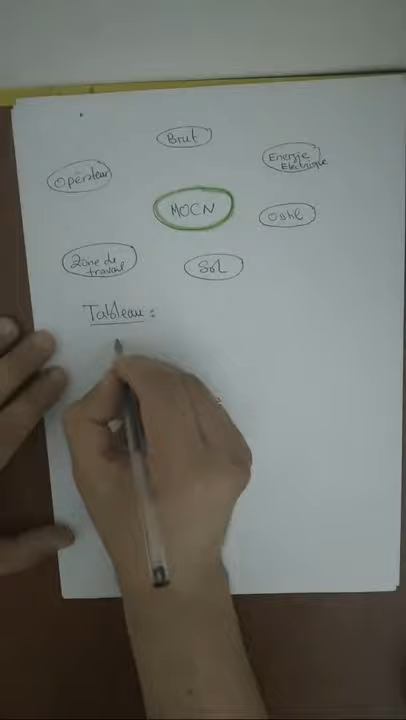 Brut
Energie
Electrique
Opérateur
MOCN
Outil
Zone de
travail
SOL
Tableau :